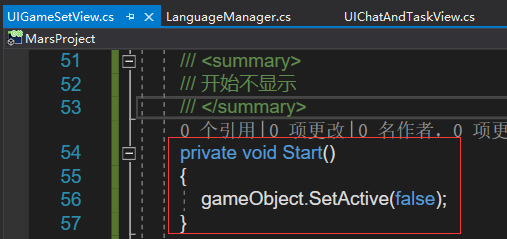 UIGameSetView.cs LanguageManager.cs UIChatAndTaskView.cs
MarsProject
51 /// <summary>
52 /// 开始不显示
53 /// </summary>
0 个引用|0 项更改|0 名作者, 0 项更
54 private void Start()
55 {
56 gameObject.SetActive(false);
57 }